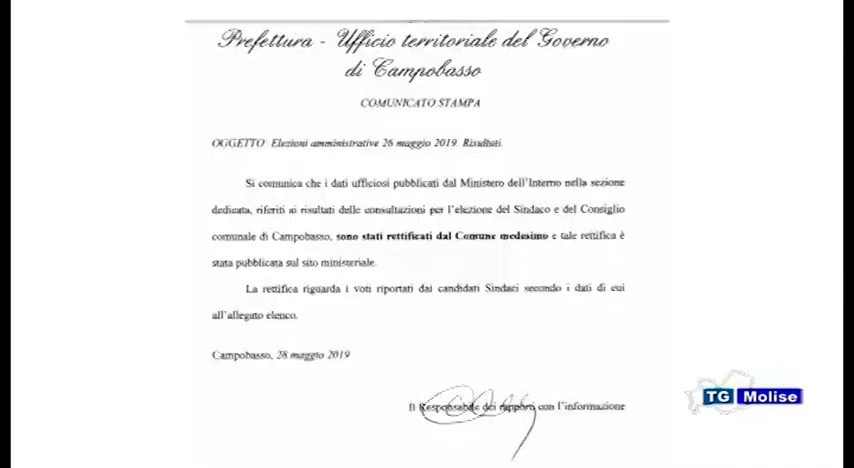 Prefettura - Ufficio territoriale del Governo
di Campobasso
COMUNICATO STAMPA
OGGETTO: Elezioni amministrative 26 maggio 2019. Risultati.
Si comunica che i dati ufficiosi pubblicati dal Ministero dell'Interno nella sezione
dedicata, riferiti ai risultati delle consultazioni per l'elezione del Sindaco e del Consiglio
comunale di Campobasso, sono stati rettificati dal Comune medesimo e tale rettifica è
stata pubblicata sul sito ministeriale.
La rettifica riguarda i voti riportati dai candidati Sindaci secondo i dati di cui
all'allegato elenco.
Campobasso, 28 maggio 2019
Il Responsabile dei rapporti con l'informazione
TG Molise